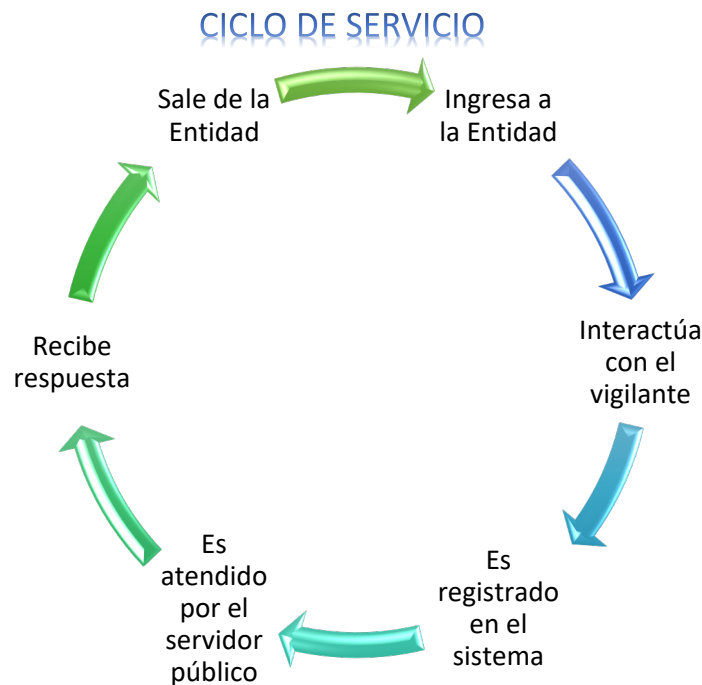 CICLO DE SERVICIO
Ingresa a
la Entidad
Interactúa
con el
vigilante
Es
registrado
en el
sistema
Es
atendido
por el
servidor
público
Recibe
respuesta
Sale de la
Entidad